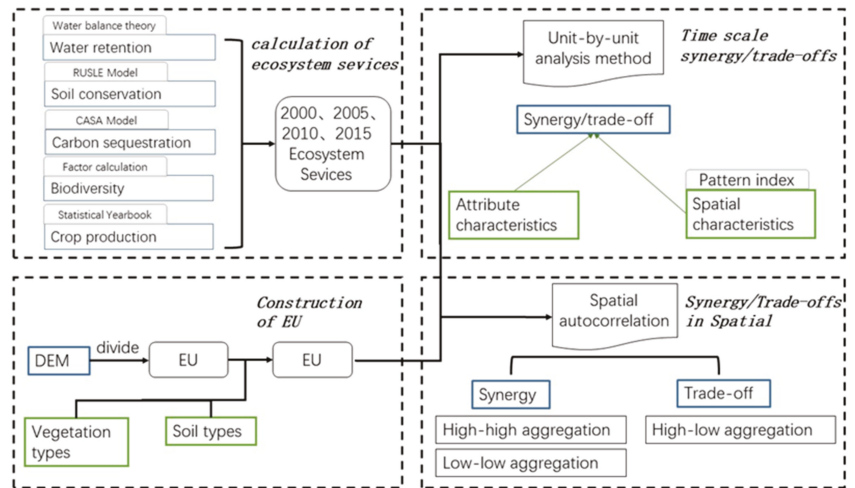 Water balance theory
Water retention
RUSLE Model
Soil conservation
CASA Model
Carbon sequestration
Factor calculation
Biodiversity
Statistical Yearbook
Crop production
calculation of
ecosystem sevices
2000、2005、
2010、2015
Ecosystem
Sevices
Unit-by-unit
analysis method
Time scale
synergy/trade-offs
Synergy/trade-off
Attribute
characteristics
Pattern index
Spatial
characteristics
Construction
of EU
DEM
divide
EU
EU
Vegetation
types
Soil types
Spatial
autocorrelation
Synergy/Trade-offs
in Spatial
Synergy
Trade-off
High-high aggregation
High-low aggregation
Low-low aggregation